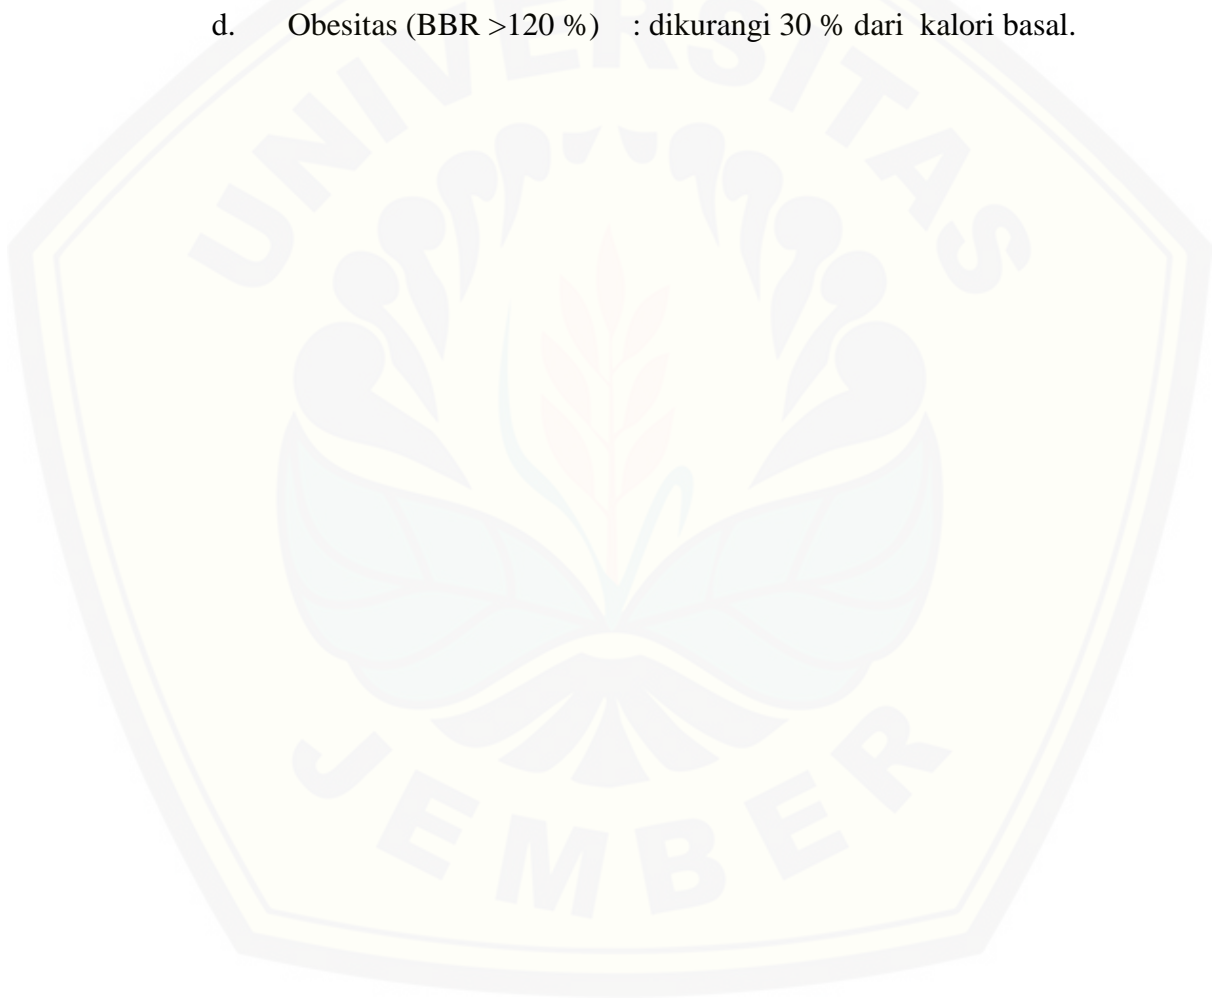 d. Obesitas (BBR >120 %) : dikurangi 30 % dari kalori basal.
UNIVERSITAS
JEMBER